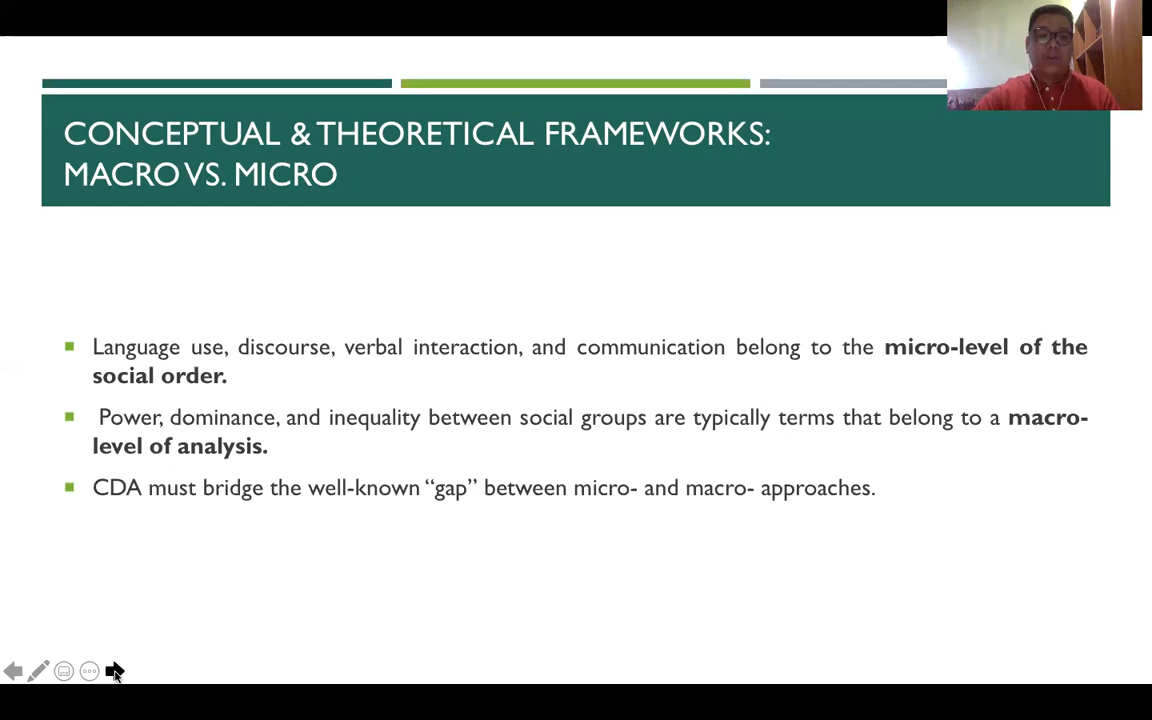 CONCEPTUAL & THEORETICAL FRAMEWORKS:
MACRO VS. MICRO
Language use, discourse, verbal interaction, and communication belong to the micro-level of the
social order.
Power, dominance, and inequality between social groups are typically terms that belong to a macro-
level of analysis.
CDA must bridge the well-known “gap” between micro- and macro- approaches.